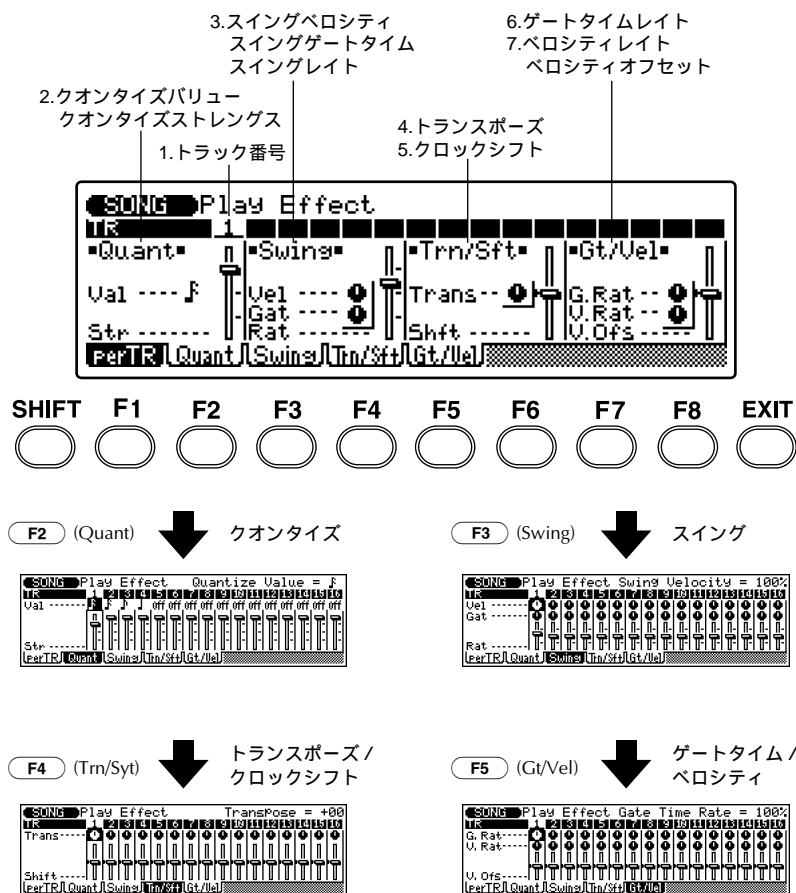 3.スイングベロシティ
スイングゲートタイム
スイングレイト
6.ゲートタイムレイト
7.ベロシティレイト
ベロシティオフセット
2.クオンタイズバリュー
クオンタイズストレングス
1.トラック番号
4.トランスポーズ
5.クロックシフト
SONG Play Effect
TR 1
▪Quant▪ ▪Swing▪ ▪Trn/Sft▪ ▪Gt/Vel▪
Val ---- Vel ---- Trans-- G.Rat--
Gat ---- V.Rat--
Str ------- Rat ------ Shft ------ V.Ofs-----
perTR Quant Swing Trn/Sft Gt/Vel
SHIFT F1 F2 F3 F4 F5 F6 F7 F8 EXIT
F2 (Quant) クオンタイズ
SONG Play Effect Quantize Value =
TR 1 2 3 4 5 6 7 8 9 10 11 12 13 14 15 16
Val ------ off off off off off off off off off off off off
Str ------
perTR Quant Swing Trn/Sft Gt/Vel
F3 (Swing) スイング
SONG Play Effect Swing Velocity = 100%
TR 1 2 3 4 5 6 7 8 9 10 11 12 13 14 15 16
Vel ------
Gat ------
Rat ------
perTR Quant Swing Trn/Sft Gt/Vel
F4 (Trn/Syt) トランスポーズ /
クロックシフト
SONG Play Effect Transpose = +00
TR 1 2 3 4 5 6 7 8 9 10 11 12 13 14 15 16
Trans-----
Shift-----
perTR Quant Swing Trn/Sft Gt/Vel
F5 (Gt/Vel) ゲートタイム /
ベロシティ
SONG Play Effect Gate Time Rate = 100%
TR 1 2 3 4 5 6 7 8 9 10 11 12 13 14 15 16
G. Rat----
V. Rat----
V. Ofs----
perTR Quant Swing Trn/Sft Gt/Vel